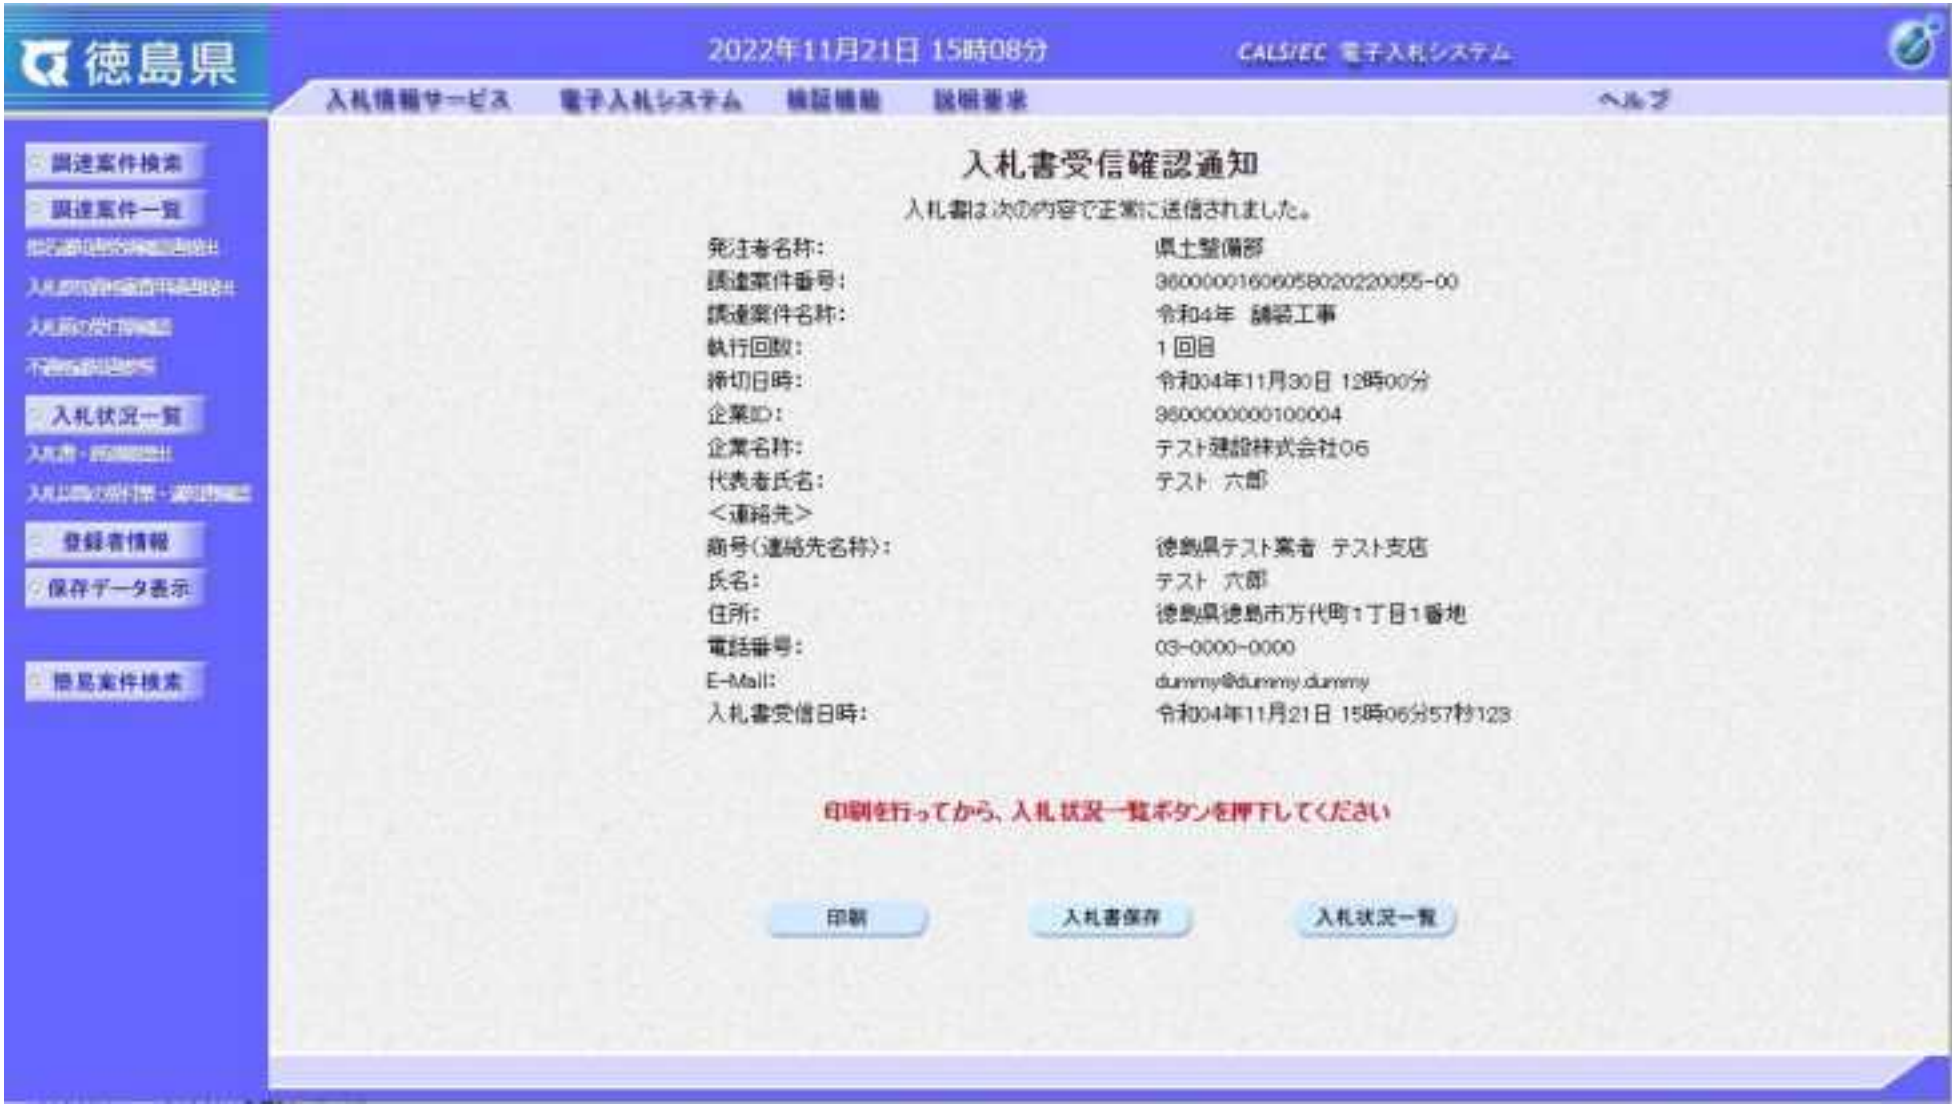 徳島県
2022年11月21日 15時08分
CALS/EC 電子入札システム
入札情報サービス 電子入札システム 検証機能 説明要求 ヘルプ
調達案件検索
調達案件一覧
入札状況一覧
登録者情報
保存データ表示
簡易案件検索
入札書受信確認通知
入札書は次の内容で正常に送信されました。
発注者名称： 県土整備部
調達案件番号： 3600000160605802022​0055-00
調達案件名称： 令和4年 舗装工事
執行回数： 1回目
締切日時： 令和04年11月30日 12時00分
企業ID： 3600000000100004
企業名称： テスト建設株式会社06
代表者氏名： テスト 六郎
＜連絡先＞
商号(連絡先名称)： 徳島県テスト業者 テスト支店
氏名： テスト 六郎
住所： 徳島県徳島市万代町1丁目1番地
電話番号： 03-0000-0000
E-Mail： dummy@dummy.dummy
入札書受信日時： 令和04年11月21日 15時06分57秒123
印刷を行ってから、入札状況一覧ボタンを押下してください
印刷 入札書保存 入札状況一覧